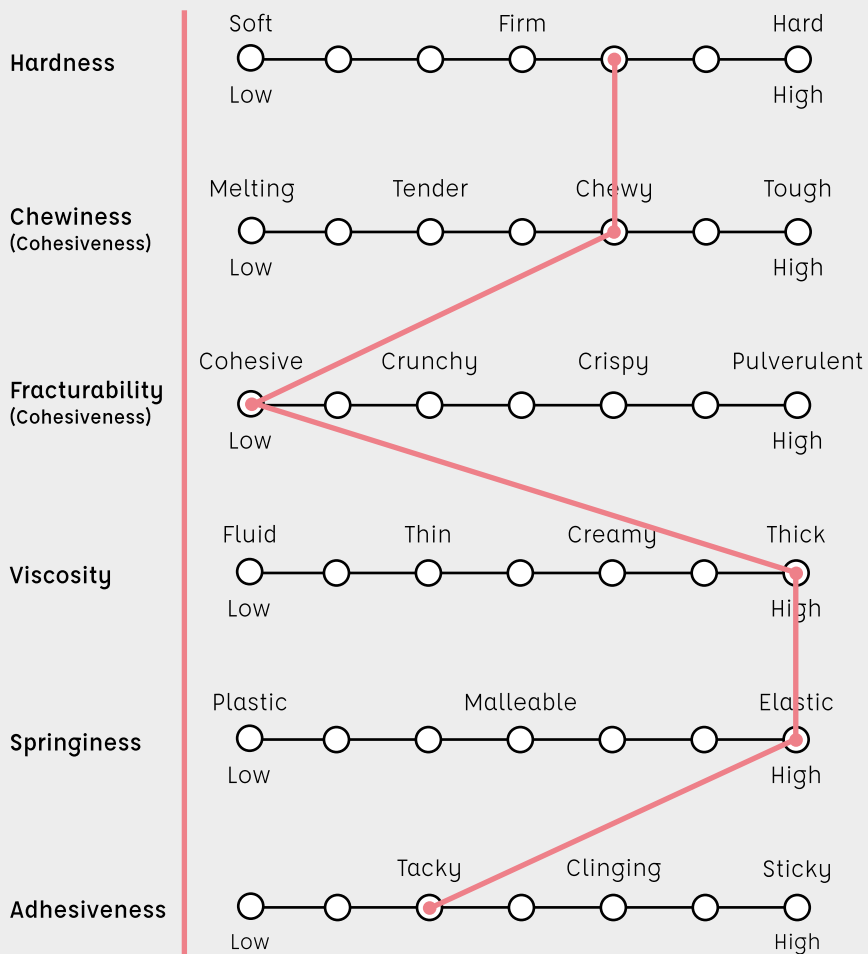 Soft Firm Hard
Hardness
Low High
Melting Tender Chewy Tough
Chewiness
(Cohesiveness)
Low High
Cohesive Crunchy Crispy Pulverulent
Fracturability
(Cohesiveness)
Low High
Fluid Thin Creamy Thick
Viscosity
Low High
Plastic Malleable Elastic
Springiness
Low High
Tacky Clinging Sticky
Adhesiveness
Low High